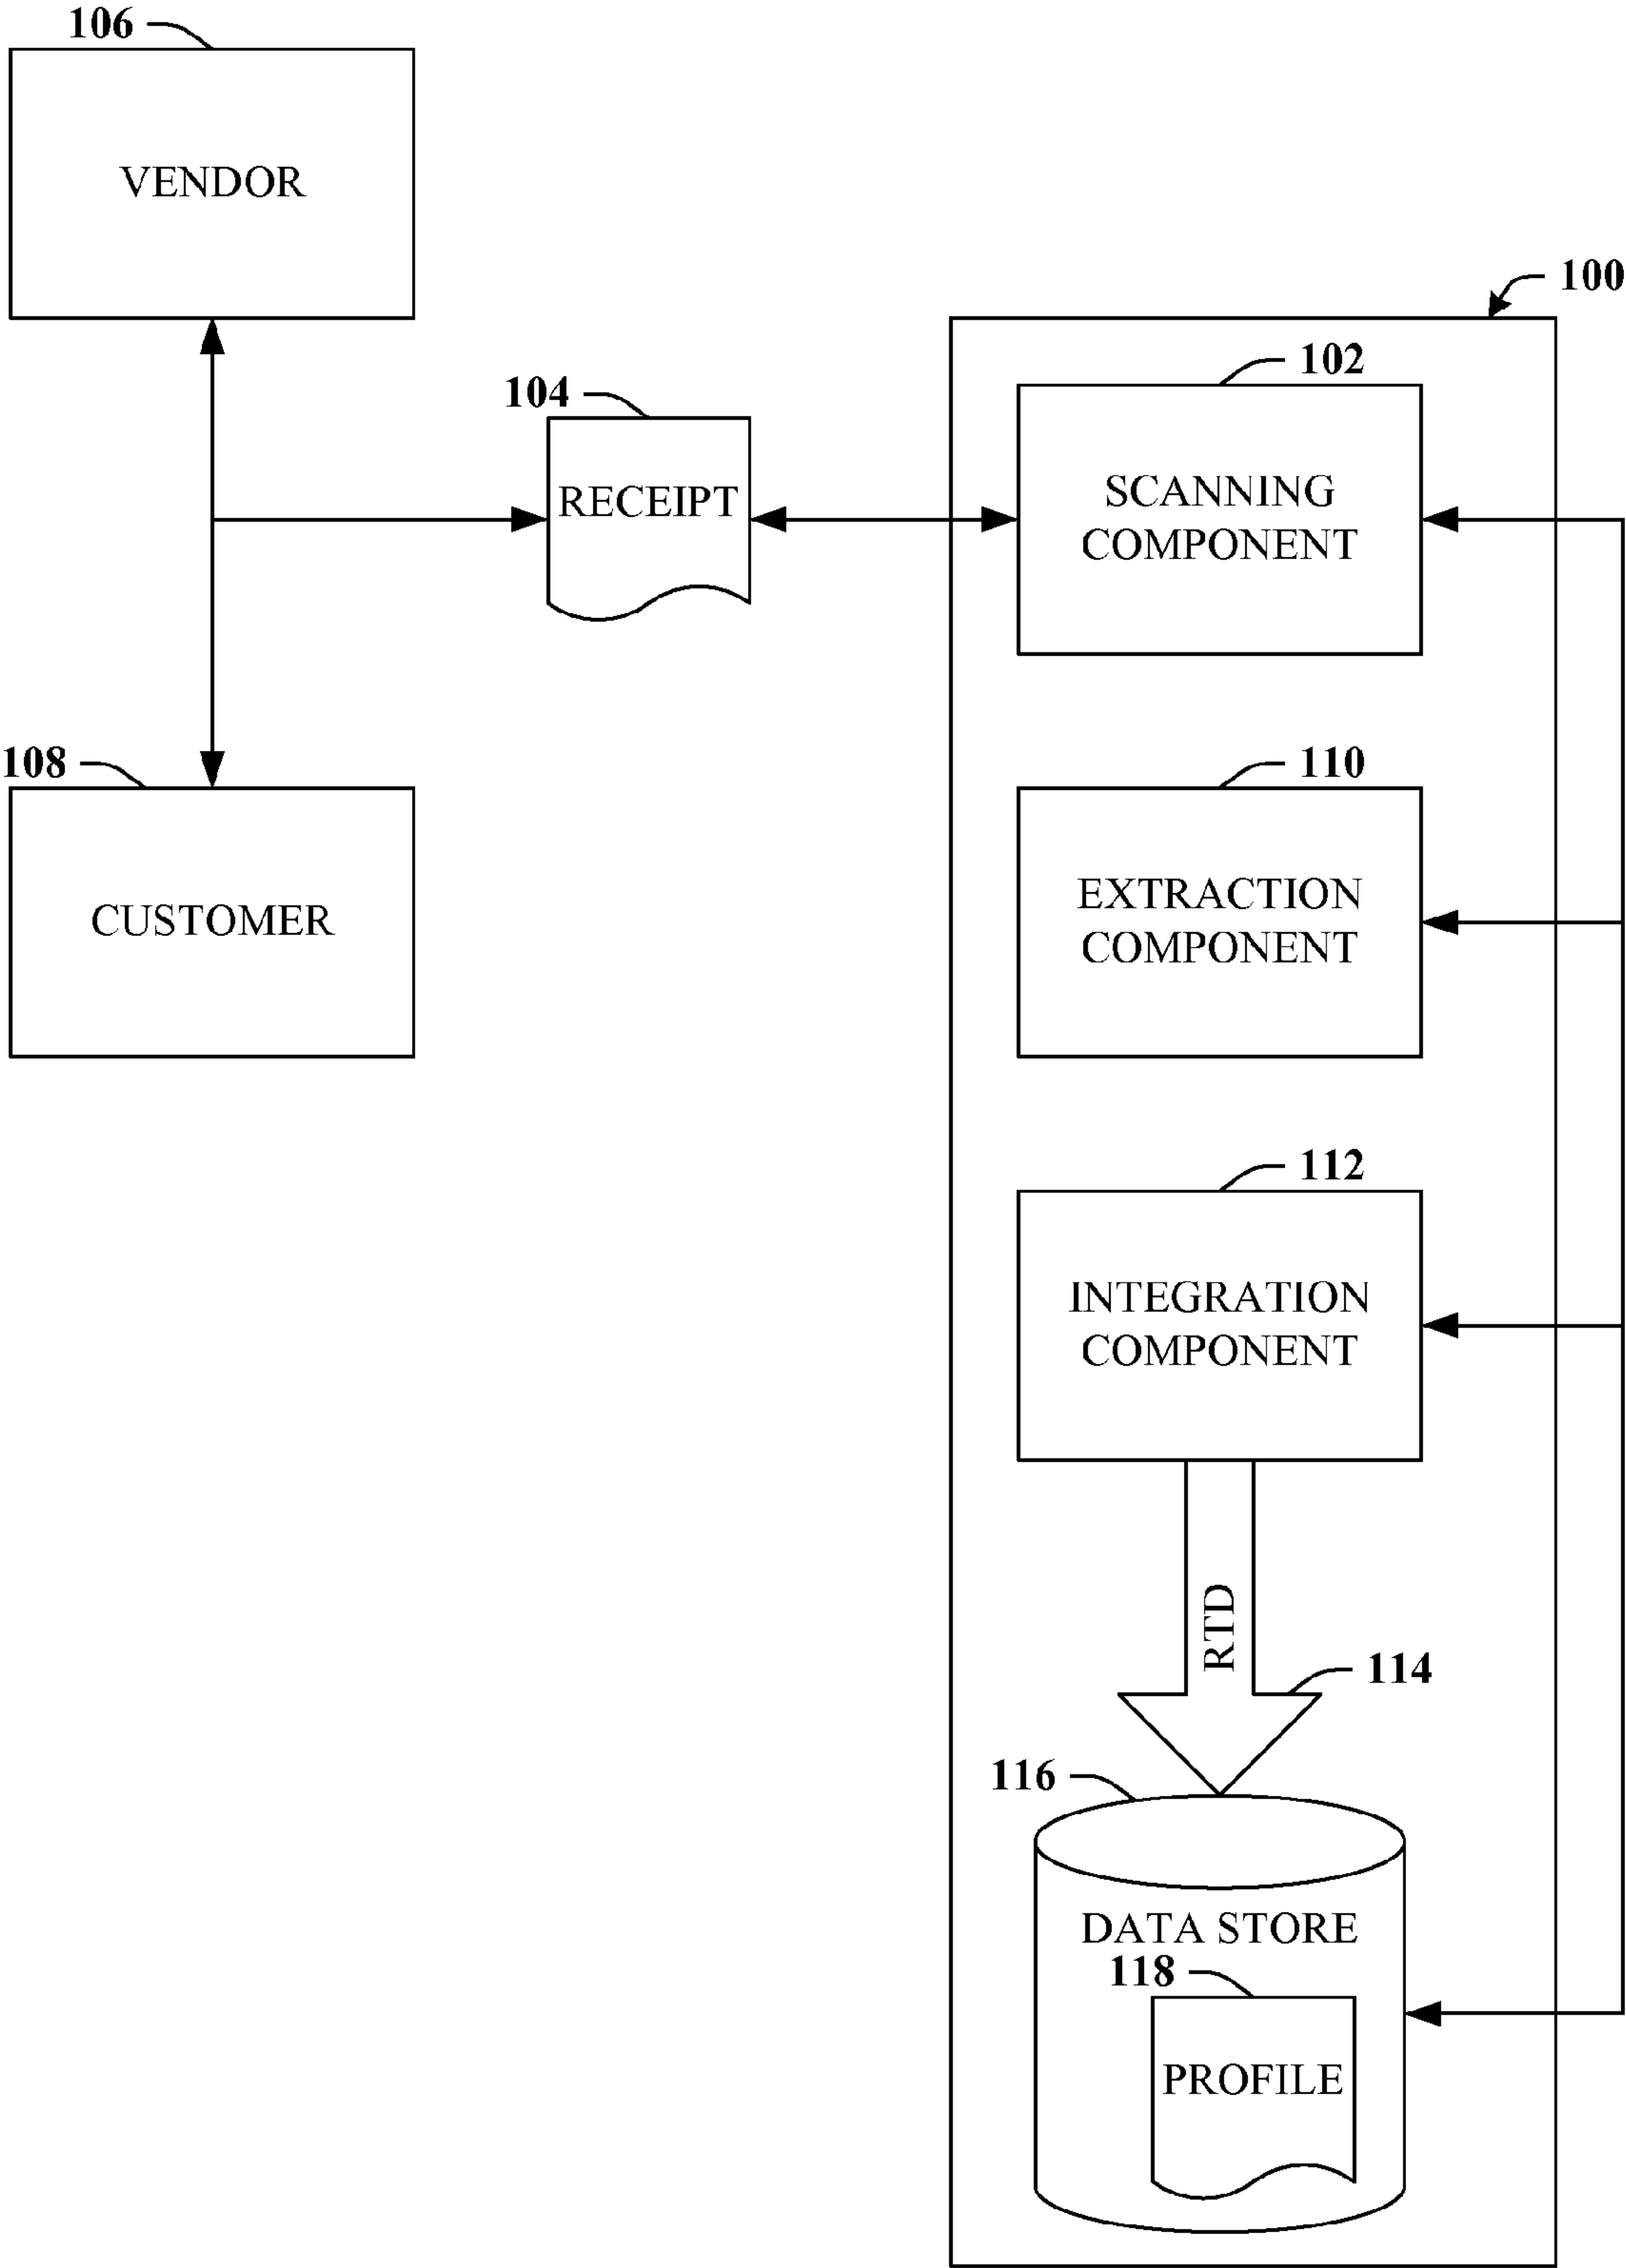 106
VENDOR
100
102
104
RECEIPT
SCANNING
COMPONENT
108
CUSTOMER
110
EXTRACTION
COMPONENT
112
INTEGRATION
COMPONENT
RTD
114
116
DATA STORE
118
PROFILE